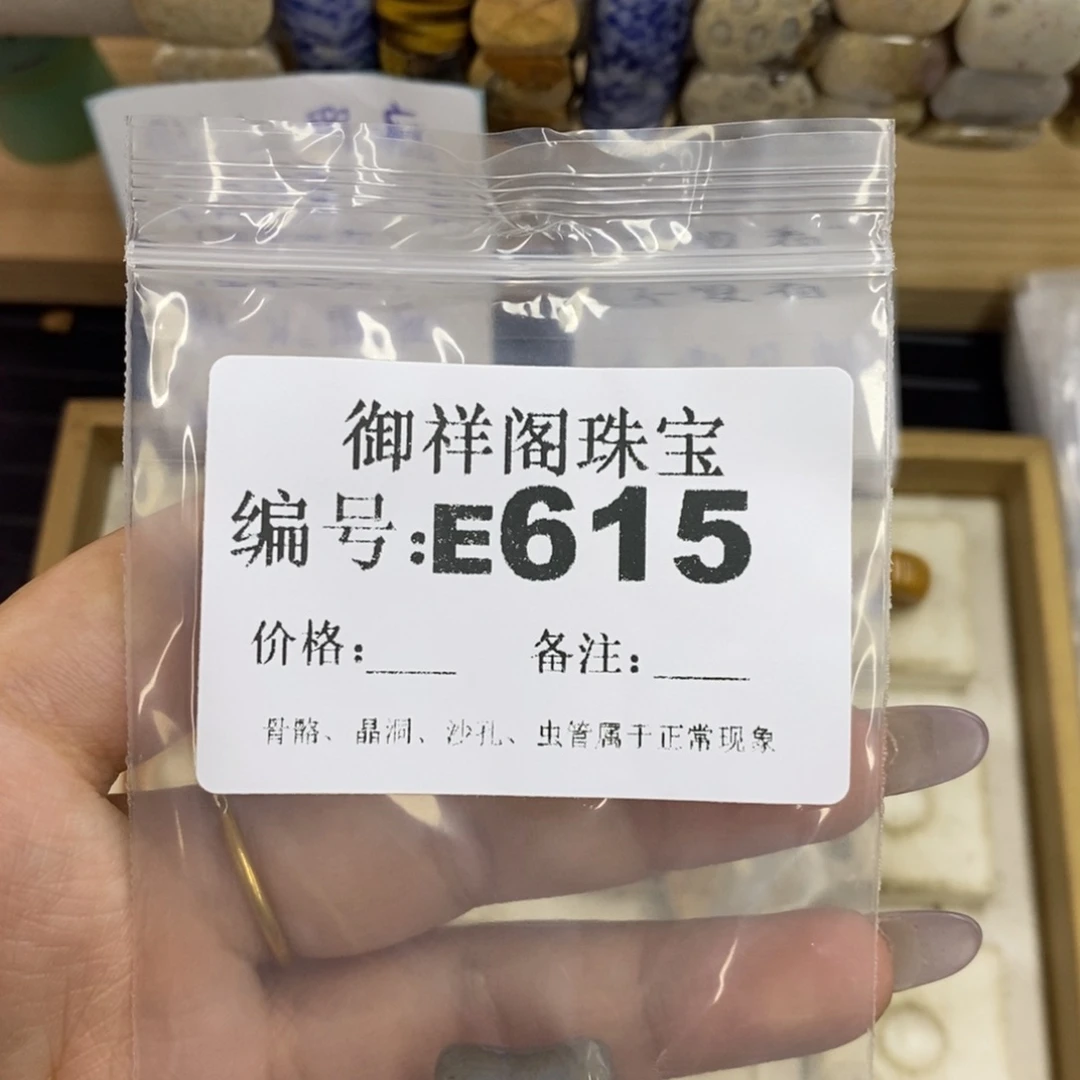 御祥阁珠宝
编号:E615
价格:____ 备注:____
骨骼、晶洞、沙孔、虫管属于正常现象